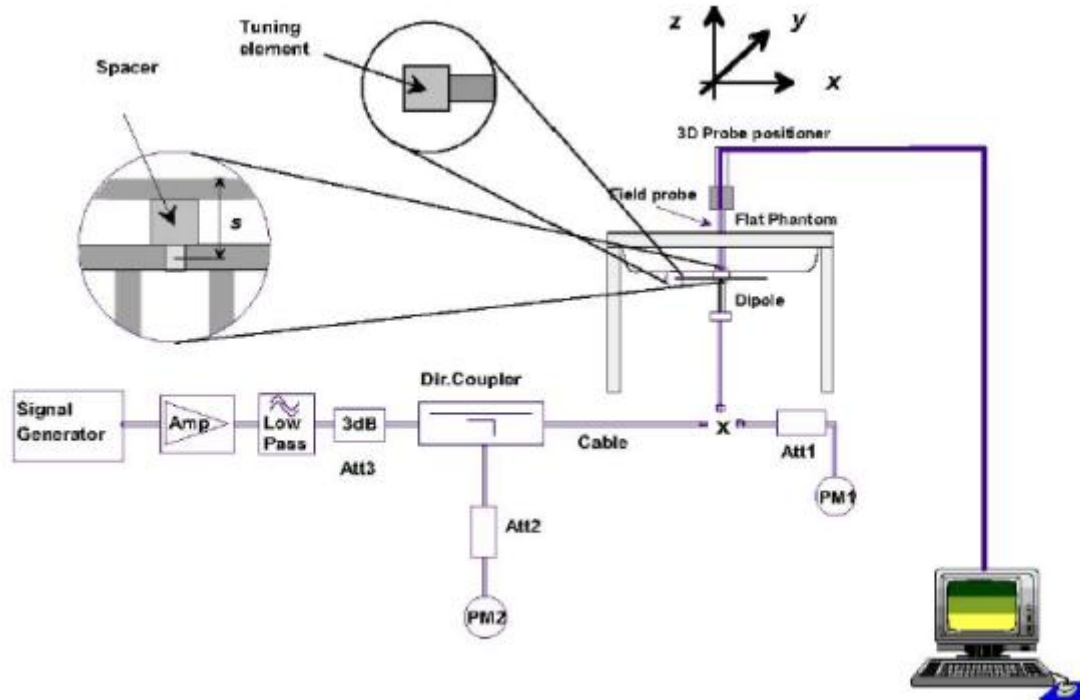 Tuning
element
Spacer
s
z
y
x
3D Probe positioner
Field probe
Flat Phantom
Dipole
Signal
Generator
Amp
Low
Pass
3dB
Att3
Dir.Coupler
Cable
x
Att1
PM1
Att2
PM2